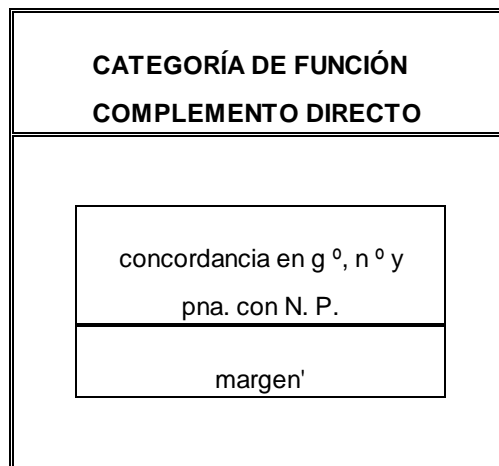 CATEGORÍA DE FUNCIÓN
COMPLEMENTO DIRECTO
concordancia en g º, n º y
pna. con N. P.
margen'